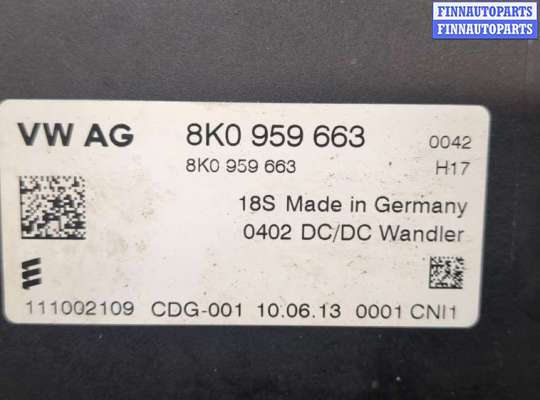 FINNAUTOPARTS
FINNAUTOPARTS
VW AG 8K0 959 663 0042
8K0 959 663 H17
18S Made in Germany
0402 DC/DC Wandler
111002109 CDG-001 10.06.13 0001 CNI1